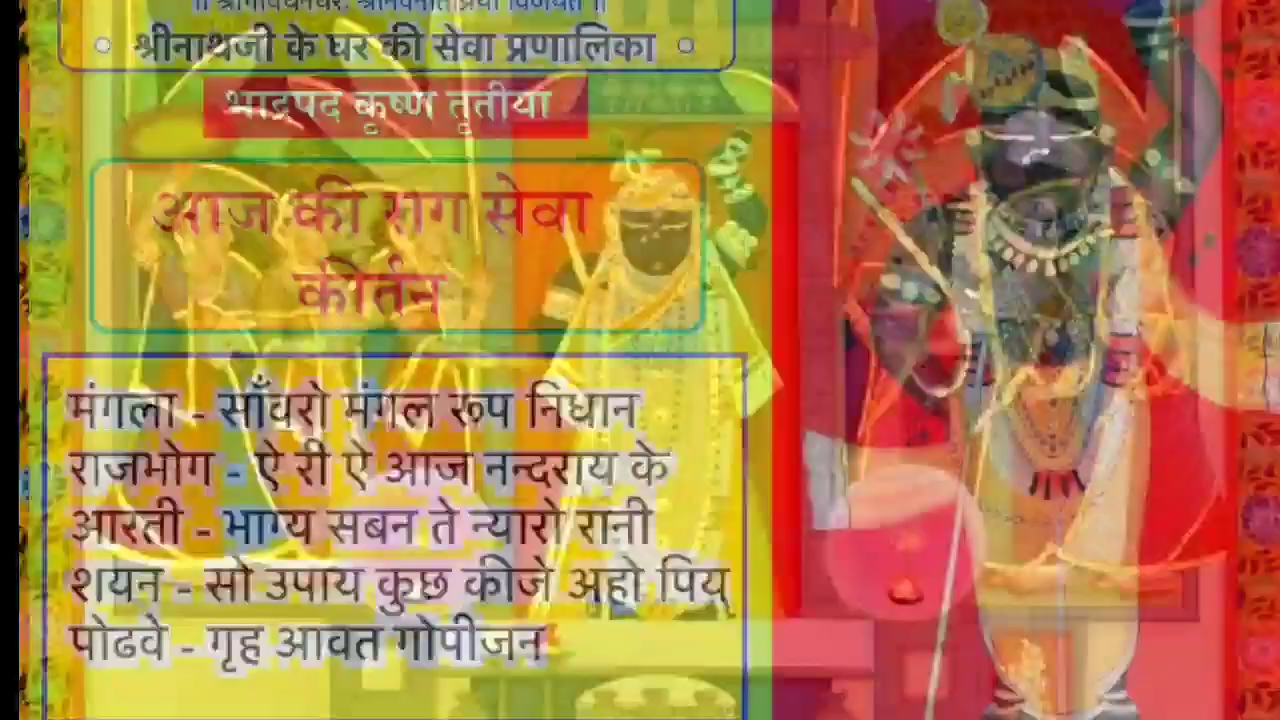 श्रीनाथजी के घर की सेवा प्रणालिका
भाद्रपद कृष्ण तृतीया
आज की राग सेवा
कीर्तन
मंगला - साँवरो मंगल रूप निधान
राजभोग - ऐ री ऐ आज नन्दराय के
आरती - भाग्य सबन ते न्यारो रानी
शयन - सो उपाय कुछ कीजे अहो पिय्
पोढवे - गृह आवत गोपीजन